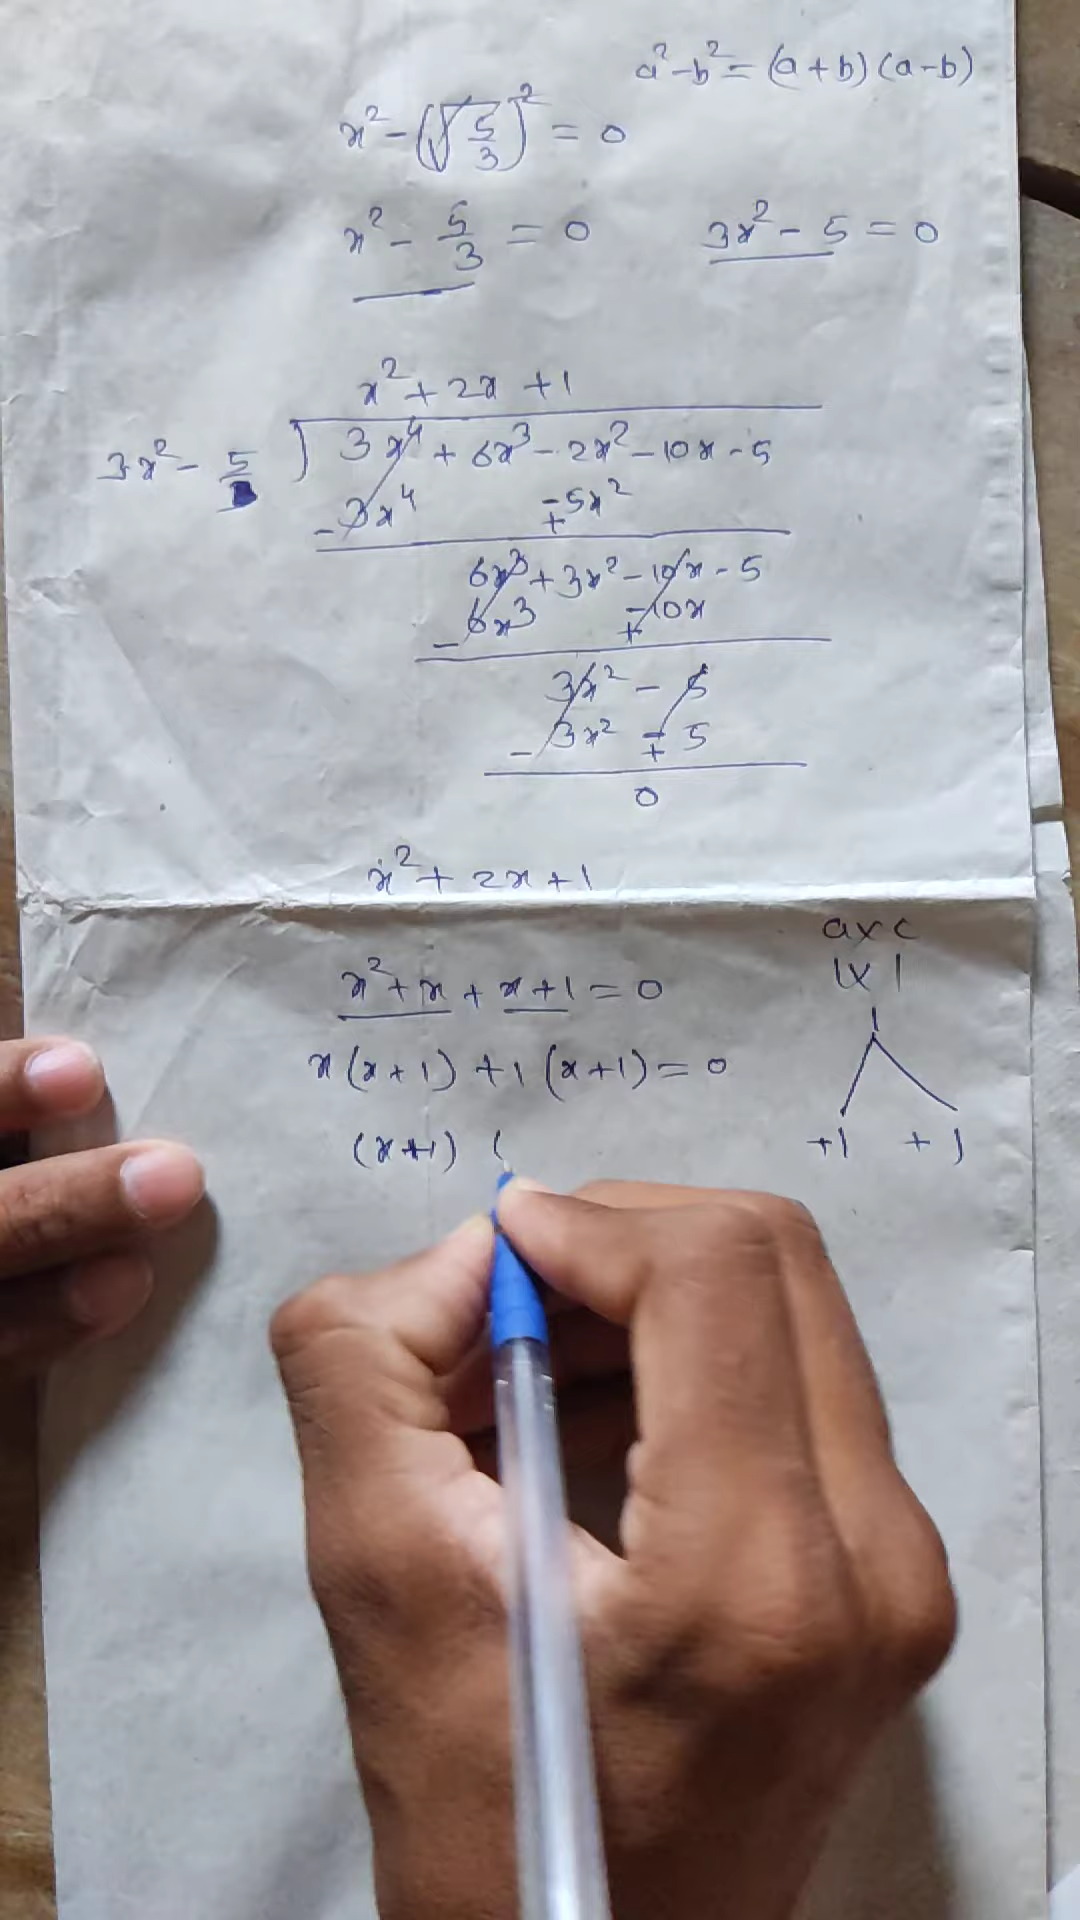 a² - b² = (a + b) (a - b)
x² - (√5/3)² = 0
x² - 5/3 = 0 3x² - 5 = 0
x² + 2x + 1
3x² - 5 ) 3x⁴ + 6x³ - 2x² - 10x - 5
- 3x⁴ -5x²
+
6x³ + 3x² - 10x - 5
- 6x³ -10x
+
3x² - 5
- 3x² - 5
+
0
x² + 2x + 1
a x c
x² + x + x + 1 = 0 1 x 1
1
x (x + 1) + 1 (x + 1) = 0
(x + 1) ( +1 + 1